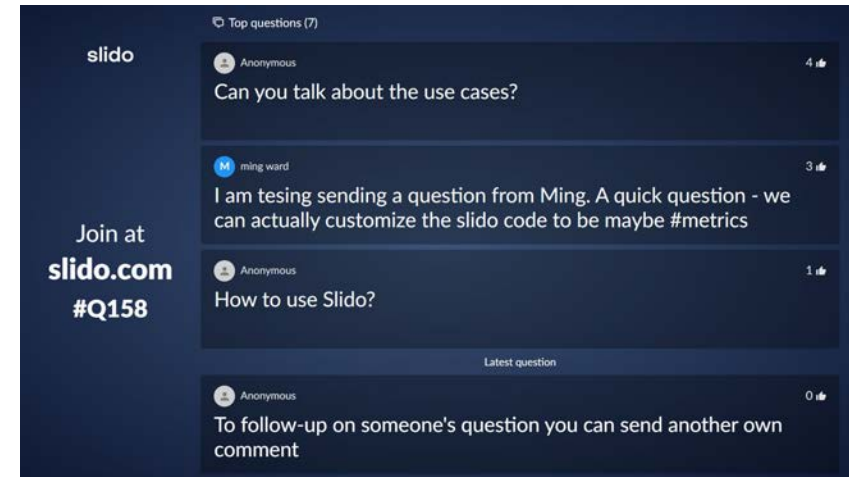 slido
Join at
slido.com
#Q158
Top questions (7)
Anonymous
4
Can you talk about the use cases?
M ming ward
3
I am tesing sending a question from Ming. A quick question - we
can actually customize the slido code to be maybe #metrics
Anonymous
1
How to use Slido?
Latest question
Anonymous
0
To follow-up on someone's question you can send another own
comment